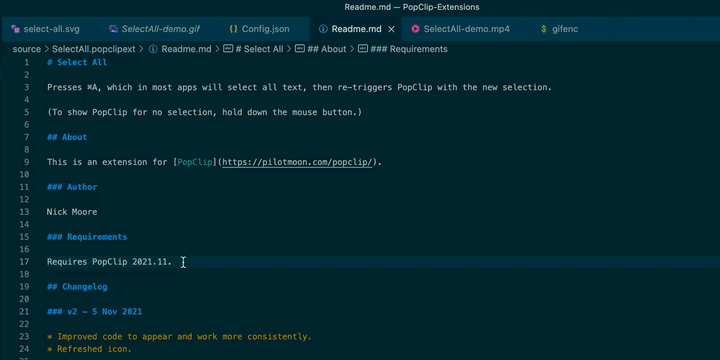 Readme.md — PopClip-Extensions
select-all.svg
SelectAll-demo.gif
{} Config.json
Readme.md
SelectAll-demo.mp4
$ gifenc
source > SelectAll.popclipext > Readme.md > # Select All > ## About > ### Requirements
1 # Select All
2
3 Presses ⌘A, which in most apps will select all text, then re-triggers PopClip with the new selection.
4
5 (To show PopClip for no selection, hold down the mouse button.)
6
7 ## About
8
9 This is an extension for [PopClip](https://pilotmoon.com/popclip/).
10
11 ### Author
12
13 Nick Moore
14
15 ### Requirements
16
17 Requires PopClip 2021.11.
18
19 ## Changelog
20
21 ### v2 - 5 Nov 2021
22
23 * Improved code to appear and work more consistently.
24 * Refreshed icon.